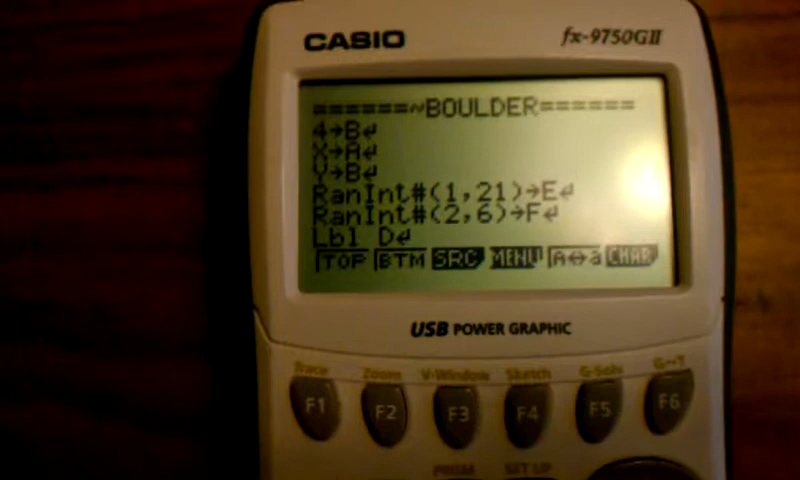 CASIO fx-9750GII
======~BOULDER======
4→B↵
X→A↵
Y→B↵
RanInt#(1,21)→E↵
RanInt#(2,6)→F↵
Lbl D↵
TOP BTM SRC MENU A↔a CHAR
USB POWER GRAPHIC
Trace Zoom V-Window Sketch G-Solv G↔T
F1 F2 F3 F4 F5 F6
PRGM SET UP